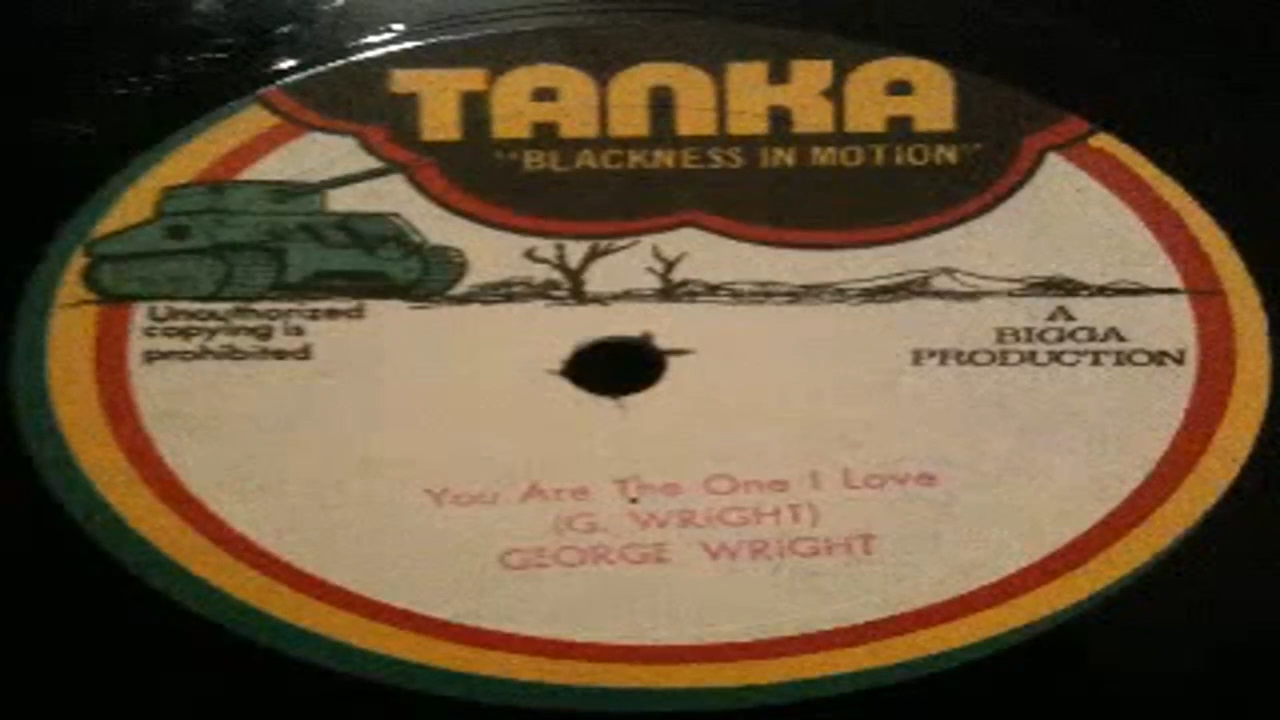 TANKA
"BLACKNESS IN MOTION"
Unauthorized
copying is
prohibited
A
BIGGA
PRODUCTION
You Are The One I Love
(G. WRiGHT)
GEORGE WRiGHT